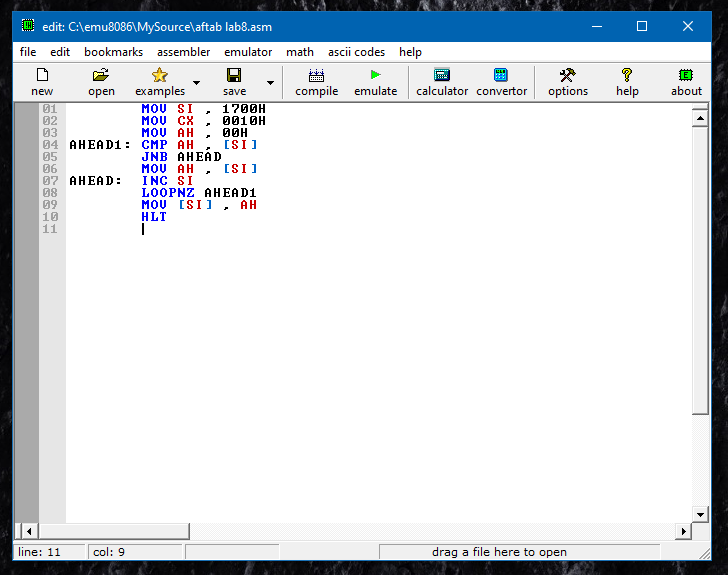 edit: C:\emu8086\MySource\aftab lab8.asm
file edit bookmarks assembler emulator math ascii codes help
new open examples save compile emulate calculator convertor options help about
01 MOV SI , 1700H
02 MOV CX , 0010H
03 MOV AH , 00H
04 AHEAD1: CMP AH , [SI]
05 JNB AHEAD
06 MOV AH , [SI]
07 AHEAD: INC SI
08 LOOPNZ AHEAD1
09 MOV [SI] , AH
10 HLT
11
line: 11 col: 9 drag a file here to open